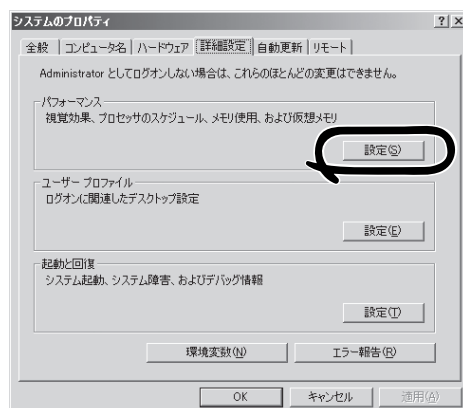 システムのプロパティ
全般 コンピュータ名 ハードウェア 詳細設定 自動更新 リモート
Administrator としてログオンしない場合は、これらのほとんどの変更はできません。
パフォーマンス
視覚効果、プロセッサのスケジュール、メモリ使用、および仮想メモリ
設定(S)
ユーザー プロファイル
ログオンに関連したデスクトップ設定
設定(E)
起動と回復
システム起動、システム障害、およびデバッグ情報
設定(T)
環境変数(N) エラー報告(R)
OK キャンセル 適用(A)